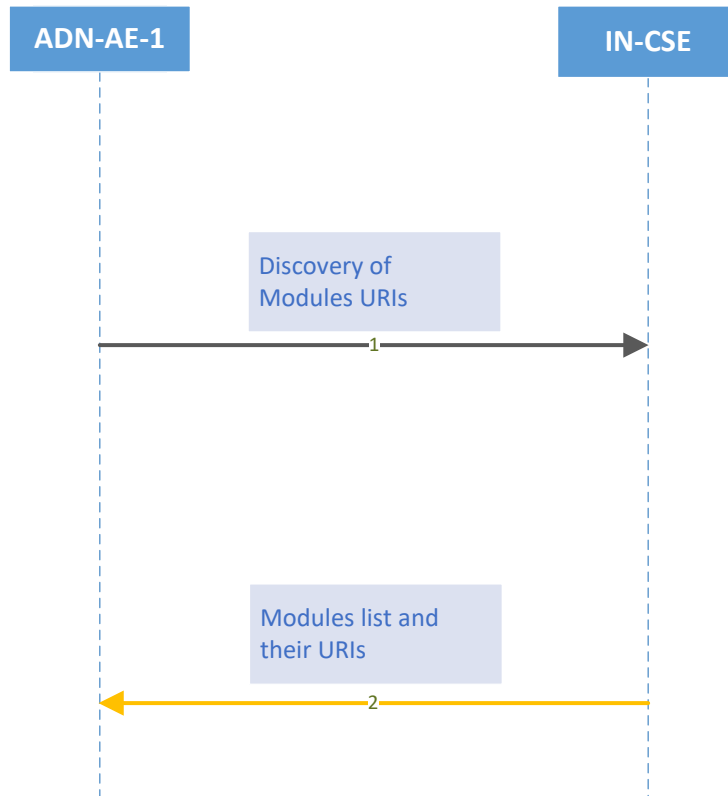 ADN-AE-1
IN-CSE
Discovery of
Modules URIs
1
Modules list and
their URIs
2